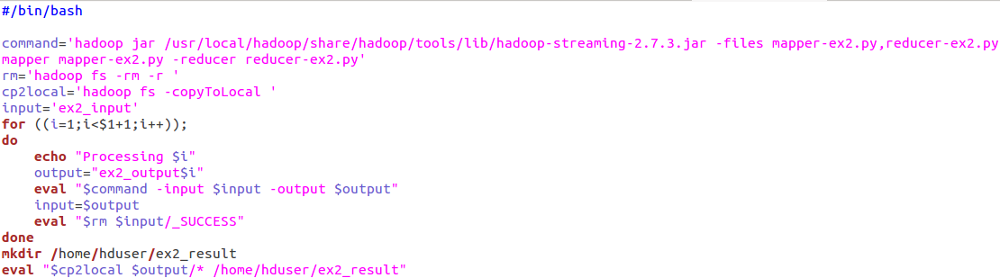 #/bin/bash

command='hadoop jar /usr/local/hadoop/share/hadoop/tools/lib/hadoop-streaming-2.7.3.jar -files mapper-ex2.py,reducer-ex2.py
mapper mapper-ex2.py -reducer reducer-ex2.py'
rm='hadoop fs -rm -r '
cp2local='hadoop fs -copyToLocal '
input='ex2_input'
for ((i=1;i<$1+1;i++));
do
    echo "Processing $i"
    output="ex2_output$i"
    eval "$command -input $input -output $output"
    input=$output
    eval "$rm $input/_SUCCESS"
done
mkdir /home/hduser/ex2_result
eval "$cp2local $output/* /home/hduser/ex2_result"